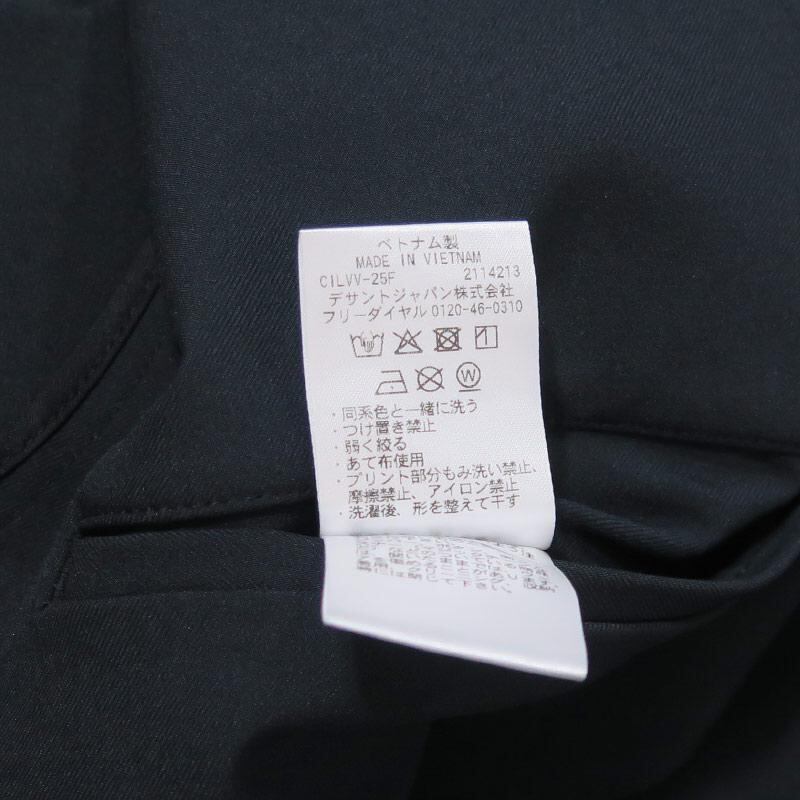 ベトナム製
MADE IN VIETNAM
CILVV-25F 2114213
デサントジャパン株式会社
フリーダイヤル 0120-46-0310
W
・同系色と一緒に洗う
・つけ置き禁止
・弱く絞る
・あて布使用
・プリント部分もみ洗い禁止、
摩擦禁止、アイロン禁止
・洗濯後、形を整えて干す